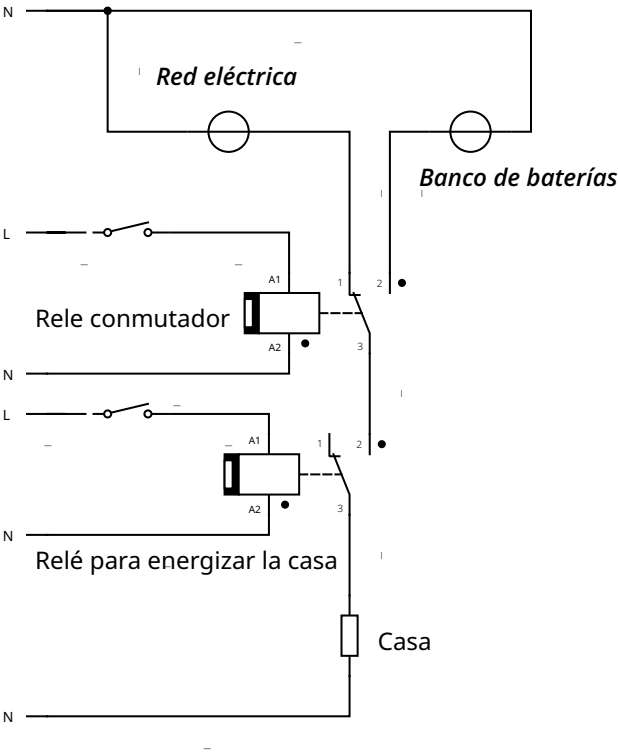 N
Red eléctrica
Banco de baterías
L
A1
1
2
Rele conmutador
A2
3
N
L
A1
1
2
A2
3
N
Relé para energizar la casa
Casa
N